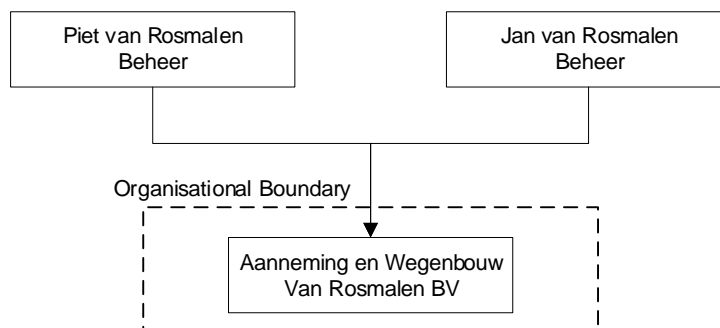 Piet van Rosmalen
Beheer
Jan van Rosmalen
Beheer
Organisational Boundary
Aanneming en Wegenbouw
Van Rosmalen BV